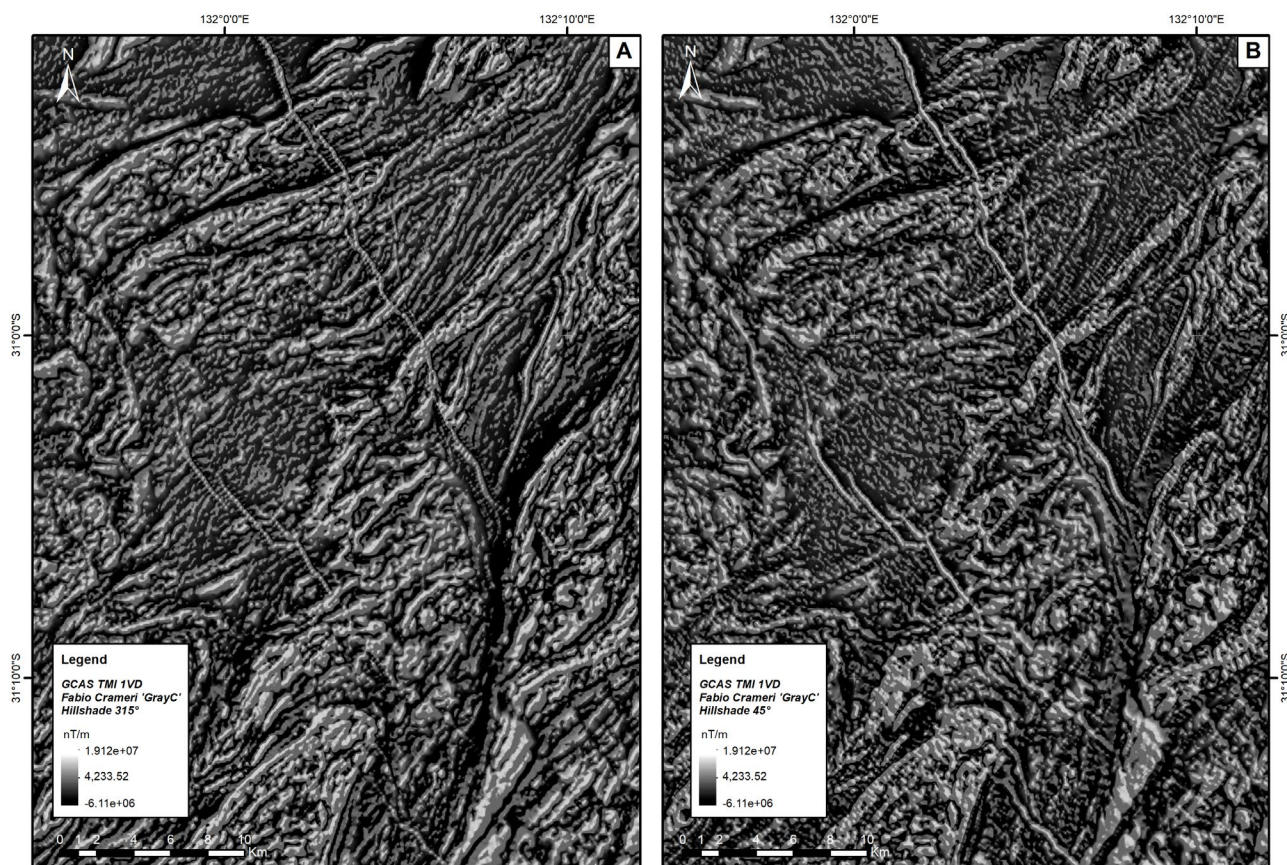 132°0'0"E
132°10'0"E
132°0'0"E
132°10'0"E
A
B
N
N
31°0'0"S
31°0'0"S
31°10'0"S
31°10'0"S
Legend
GCAS TMI 1VD
Fabio Crameri 'GrayC'
Hillshade 315°
nT/m
1.912e+07
4,233.52
-6.11e+06
0 1 2 4 6 8 10
Km
Legend
GCAS TMI 1VD
Fabio Crameri 'GrayC'
Hillshade 45°
nT/m
1.912e+07
4,233.52
-6.11e+06
0 1 2 4 6 8 10
Km